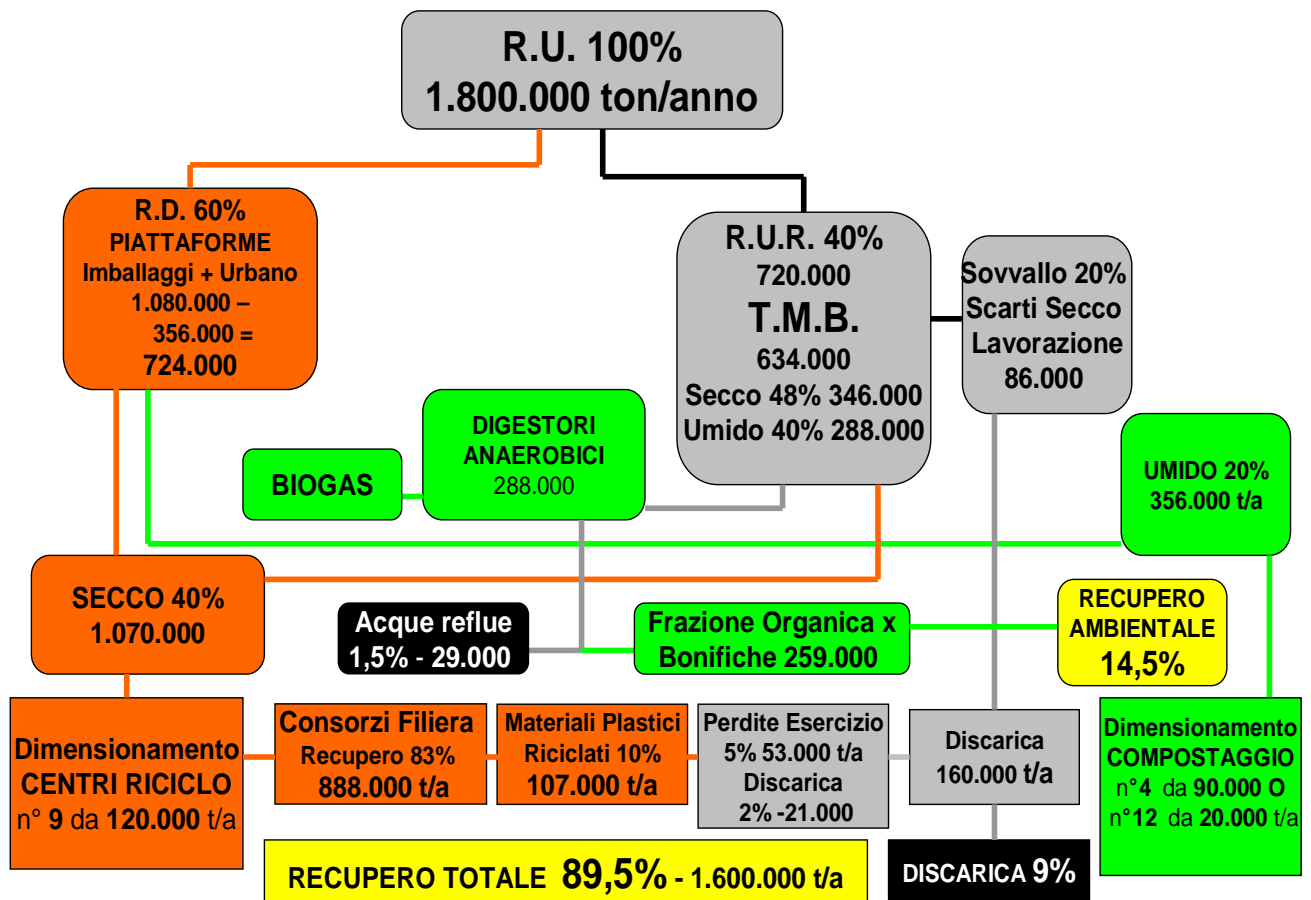 R.U. 100%
1.800.000 ton/anno
R.D. 60%
PIATTAFORME
Imballaggi + Urbano
1.080.000 –
356.000 =
724.000
R.U.R. 40%
720.000
T.M.B.
634.000
Secco 48% 346.000
Umido 40% 288.000
Sovvallo 20%
Scarti Secco
Lavorazione
86.000
DIGESTORI
ANAEROBICI
288.000
BIOGAS
UMIDO 20%
356.000 t/a
SECCO 40%
1.070.000
Acque reflue
1,5% - 29.000
Frazione Organica x
Bonifiche 259.000
RECUPERO
AMBIENTALE
14,5%
Dimensionamento
CENTRI RICICLO
n° 9 da 120.000 t/a
Consorzi Filiera
Recupero 83%
888.000 t/a
Materiali Plastici
Riciclati 10%
107.000 t/a
Perdite Esercizio
5% 53.000 t/a
Discarica
2% -21.000
Discarica
160.000 t/a
Dimensionamento
COMPOSTAGGIO
n°4 da 90.000 O
n°12 da 20.000 t/a
RECUPERO TOTALE 89,5% - 1.600.000 t/a
DISCARICA 9%